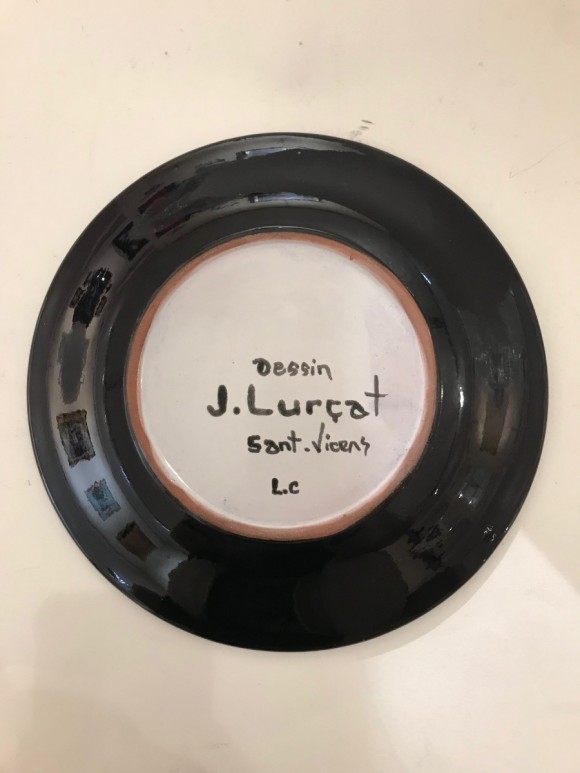 Dessin
J. Lurçat
Sant. Vicens
L.C